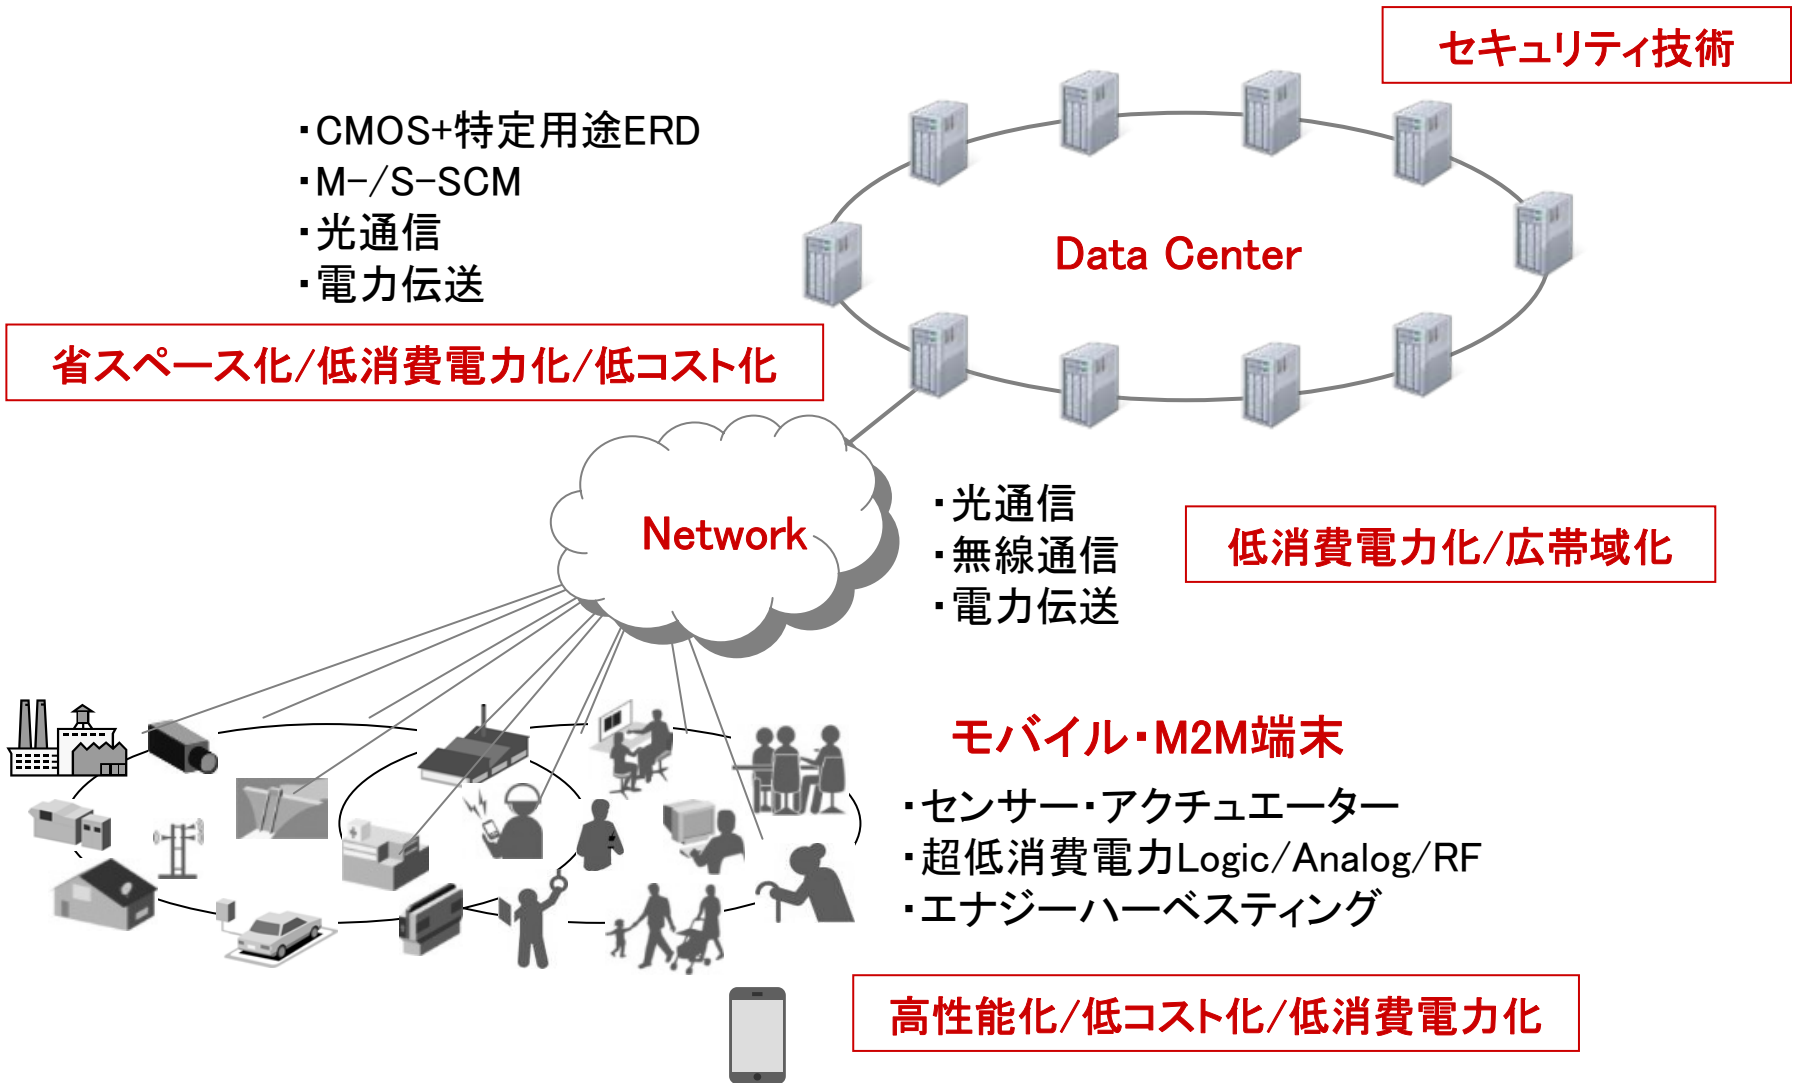 セキュリティ技術
・CMOS+特定用途ERD
・M-/S-SCM
・光通信
・電力伝送
Data Center
省スペース化/低消費電力化/低コスト化
Network
・光通信
・無線通信
・電力伝送
低消費電力化/広帯域化
モバイル・M2M端末
・センサー・アクチュエーター
・超低消費電力Logic/Analog/RF
・エナジーハーベスティング
高性能化/低コスト化/低消費電力化